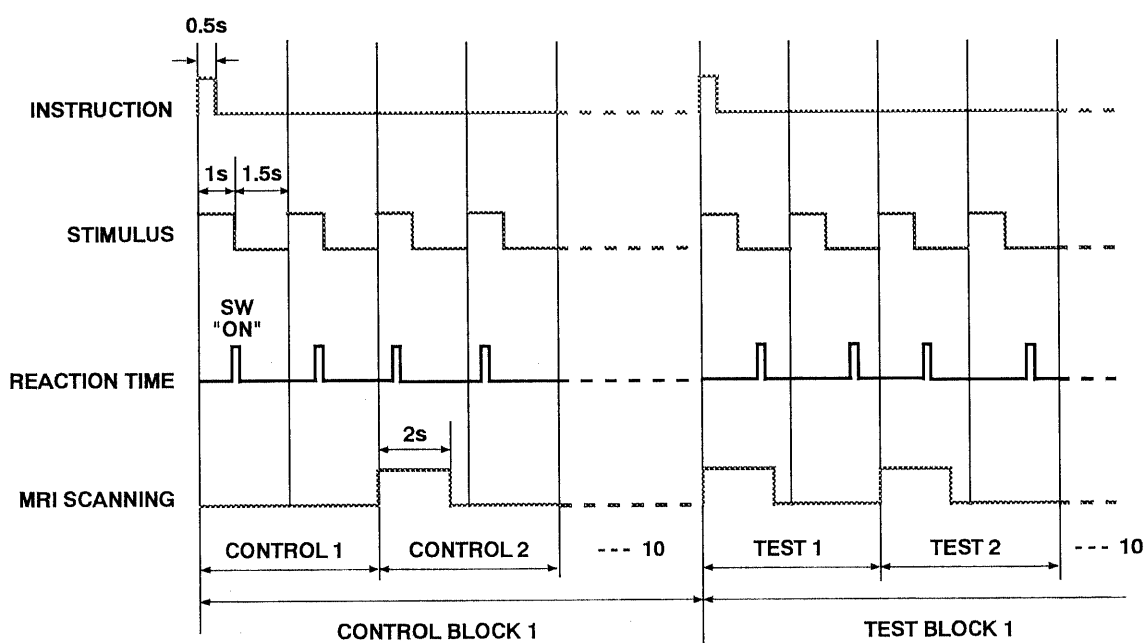 0.5s
INSTRUCTION
1s 1.5s
STIMULUS
SW
"ON"
REACTION TIME
2s
MRI SCANNING
CONTROL 1 CONTROL 2 --- 10 TEST 1 TEST 2 --- 10
CONTROL BLOCK 1 TEST BLOCK 1